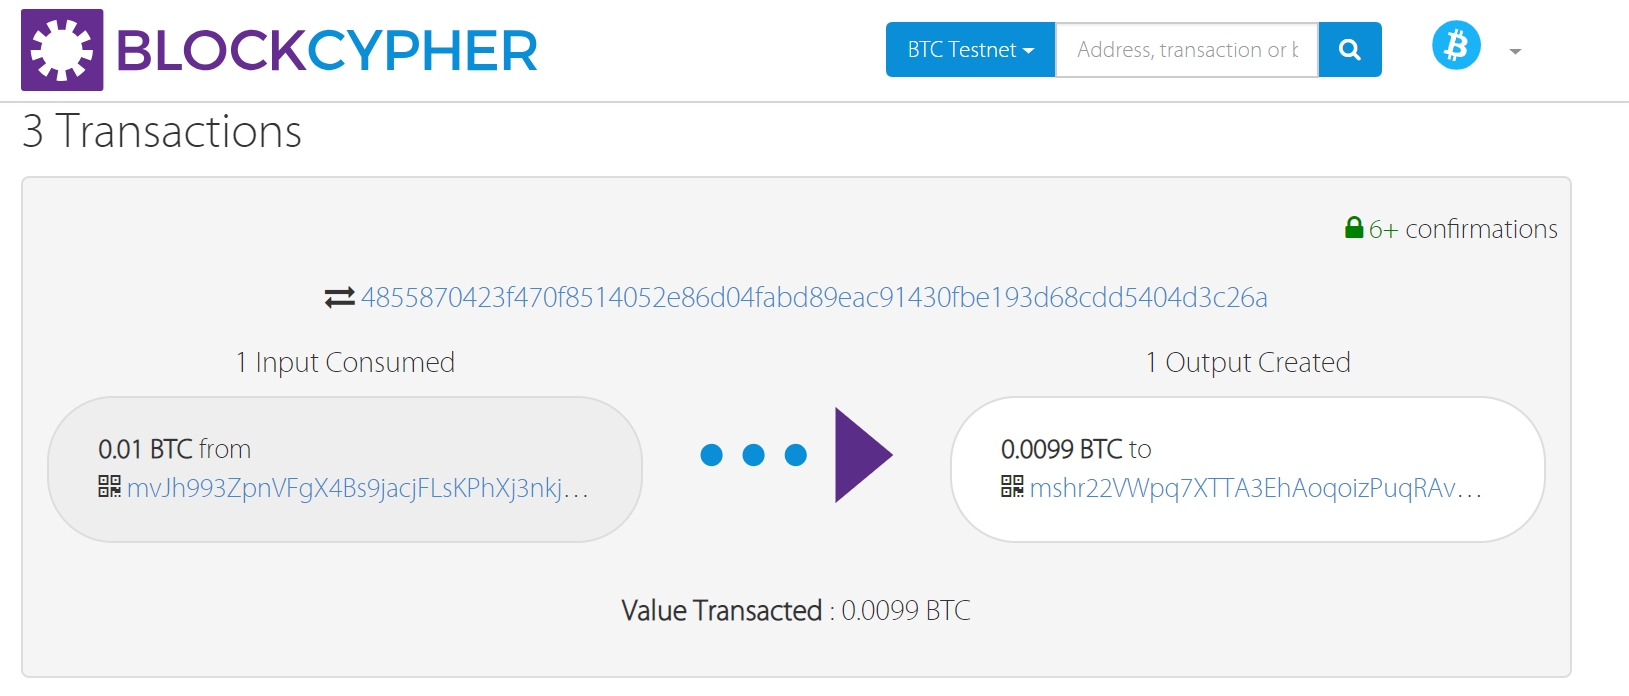 BLOCKCYPHER
BTC Testnet
Address, transaction or b
3 Transactions
6+ confirmations
4855870423f470f8514052e86d04fabd89eac91430fbe193d68cdd5404d3c26a
1 Input Consumed
1 Output Created
0.01 BTC from
mvJh993ZpnVFgX4Bs9jacjFLsKPhXj3nkj...
0.0099 BTC to
mshr22VWpq7XTTA3EhAoqoizPuqRAv...
Value Transacted : 0.0099 BTC